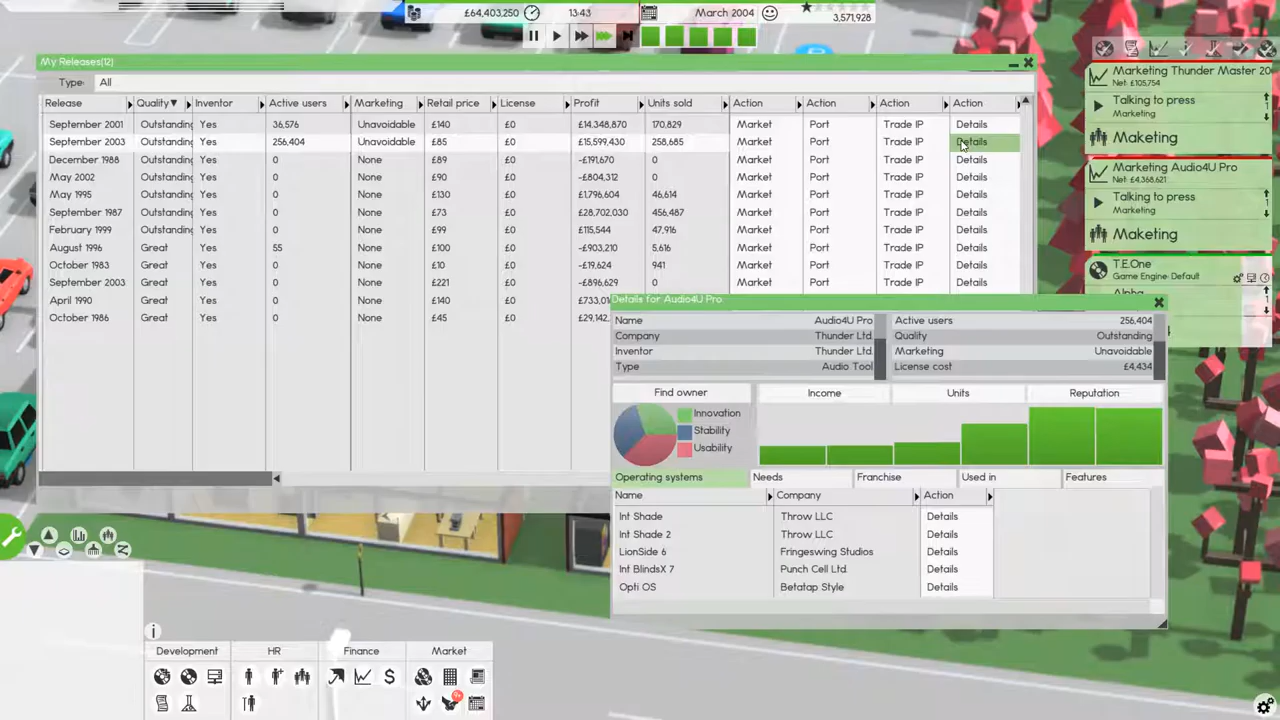 £64,403,250 13:43 March 2004 3,571,928
My Releases(12)
Type: All
Release Quality▼ Inventor Active users Marketing Retail price License Profit Units sold Action Action Action Action
September 2001 Outstanding Yes 36,576 Unavoidable £140 £0 £14,348,870 170,829 Market Port Trade IP Details
September 2003 Outstanding Yes 256,404 Unavoidable £85 £0 £15,599,430 258,685 Market Port Trade IP Details
December 1988 Outstanding Yes 0 None £89 £0 -£191,670 0 Market Port Trade IP Details
May 2002 Outstanding Yes 0 None £90 £0 -£804,312 0 Market Port Trade IP Details
May 1995 Outstanding Yes 0 None £130 £0 £1,796,604 46,614 Market Port Trade IP Details
September 1987 Outstanding Yes 0 None £73 £0 £28,702,030 456,487 Market Port Trade IP Details
February 1999 Outstanding Yes 0 None £99 £0 £115,544 47,916 Market Port Trade IP Details
August 1996 Great Yes 55 None £100 £0 -£903,210 5,616 Market Port Trade IP Details
October 1983 Great Yes 0 None £10 £0 -£19,624 941 Market Port Trade IP Details
September 2003 Great Yes 0 None £221 £0 -£896,629 0 Market Port Trade IP Details
April 1990 Great Yes 0 None £140 £0 £733,01
October 1986 Great Yes 0 None £45 £0 £29,142,
Marketing Thunder Master 20
Net: £105,754
Talking to press
Marketing
Maketing
Marketing Audio4U Pro
Net: £4,368,621
Talking to press
Marketing
Maketing
T.E.One
Game Engine: Default
Alpha
Details for Audio4U Pro
Name Audio4U Pro Active users 256,404
Company Thunder Ltd. Quality Outstanding
Inventor Thunder Ltd. Marketing Unavoidable
Type Audio Tool License cost £4,434
Find owner Income Units Reputation
Innovation
Stability
Usability
Operating systems Needs Franchise Used in Features
Name Company Action
Int Shade Throw LLC Details
Int Shade 2 Throw LLC Details
LionSide 6 Fringeswing Studios Details
Int BlindsX 7 Punch Cell Ltd. Details
Opti OS Betatap Style Details
Development HR Finance Market